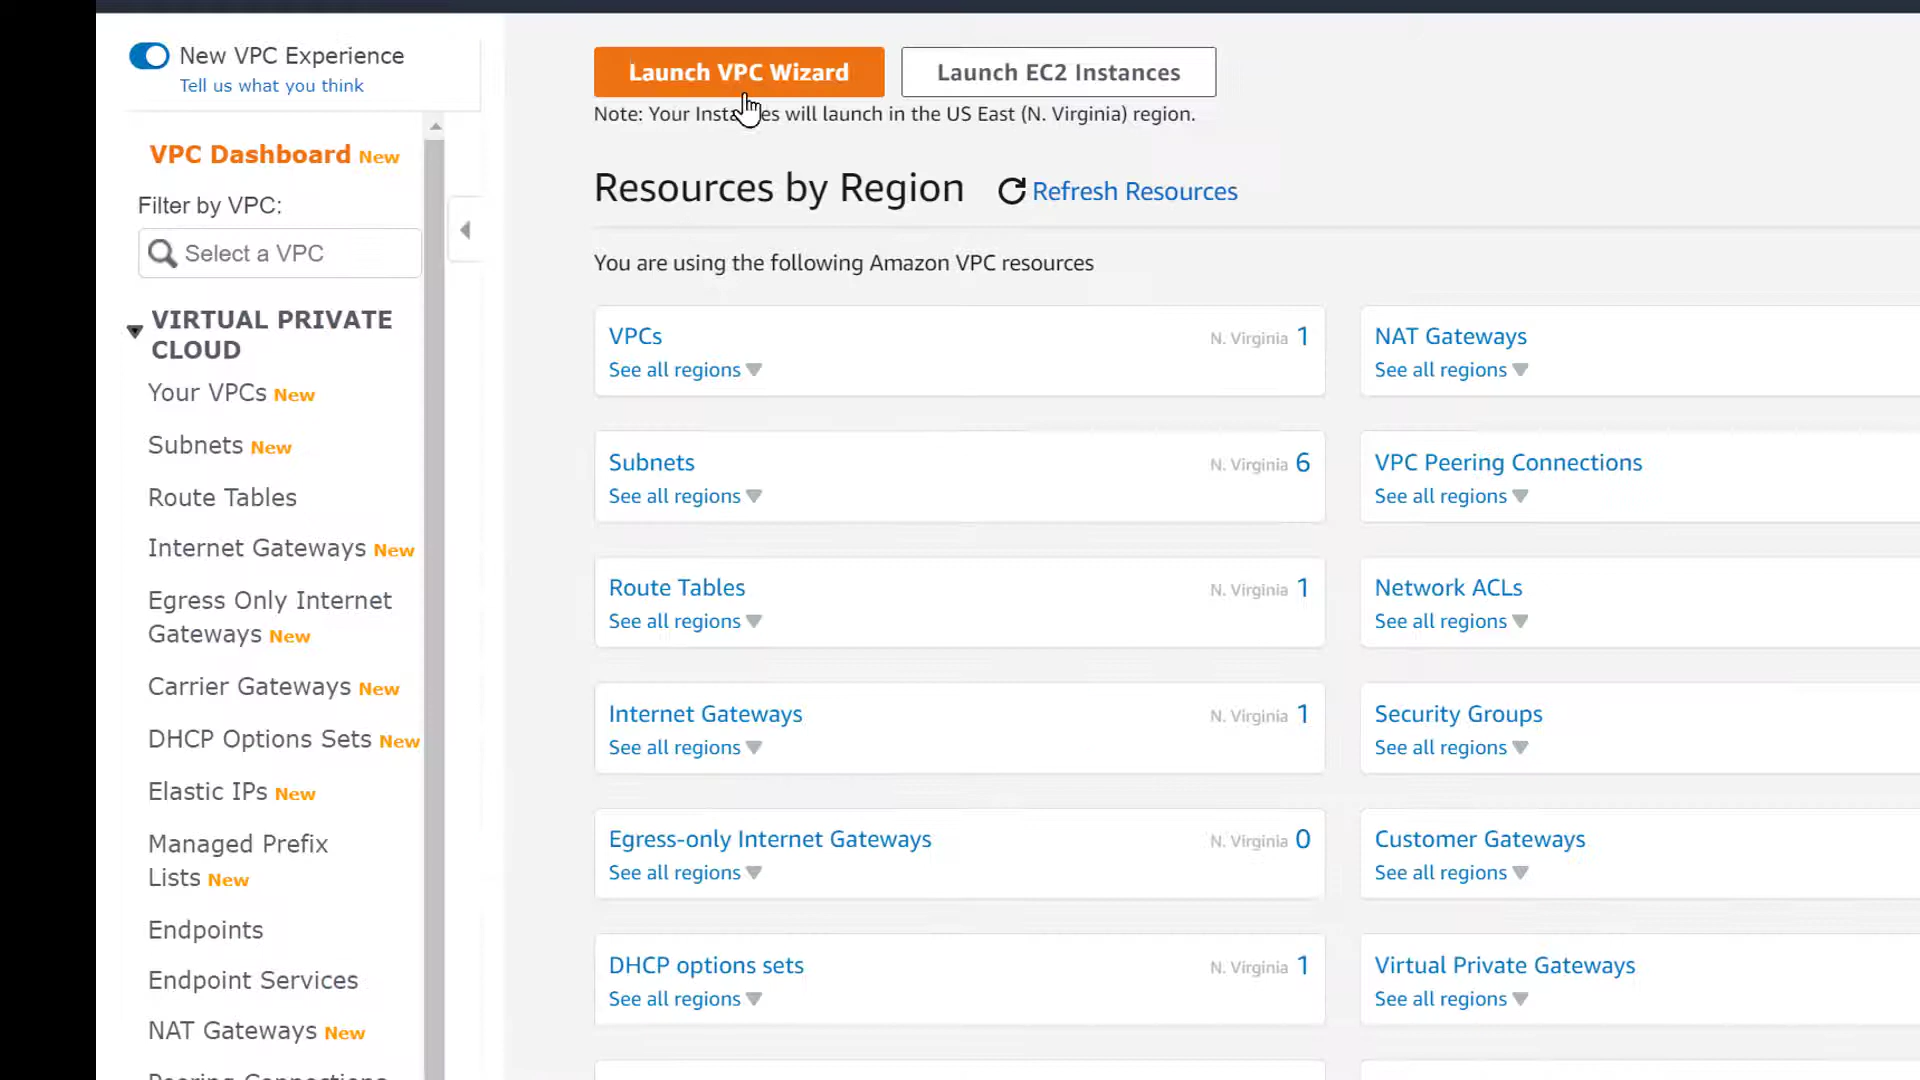 New VPC Experience
Tell us what you think
VPC Dashboard New
Filter by VPC:
Select a VPC
VIRTUAL PRIVATE
CLOUD
Your VPCs New
Subnets New
Route Tables
Internet Gateways New
Egress Only Internet
Gateways New
Carrier Gateways New
DHCP Options Sets New
Elastic IPs New
Managed Prefix
Lists New
Endpoints
Endpoint Services
NAT Gateways New
Peering Connections
Launch VPC Wizard
Launch EC2 Instances
Note: Your Instances will launch in the US East (N. Virginia) region.
Resources by Region
Refresh Resources
You are using the following Amazon VPC resources
VPCs N. Virginia 1
See all regions
NAT Gateways
See all regions
Subnets N. Virginia 6
See all regions
VPC Peering Connections
See all regions
Route Tables N. Virginia 1
See all regions
Network ACLs
See all regions
Internet Gateways N. Virginia 1
See all regions
Security Groups
See all regions
Egress-only Internet Gateways N. Virginia 0
See all regions
Customer Gateways
See all regions
DHCP options sets N. Virginia 1
See all regions
Virtual Private Gateways
See all regions